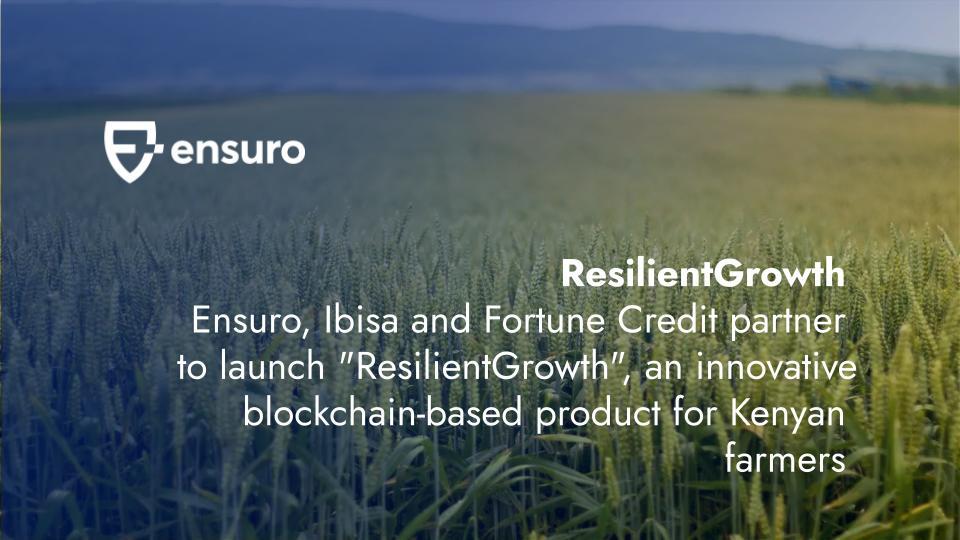 ensuro
ResilientGrowth
Ensuro, Ibisa and Fortune Credit partner
to launch "ResilientGrowth", an innovative
blockchain-based product for Kenyan
farmers